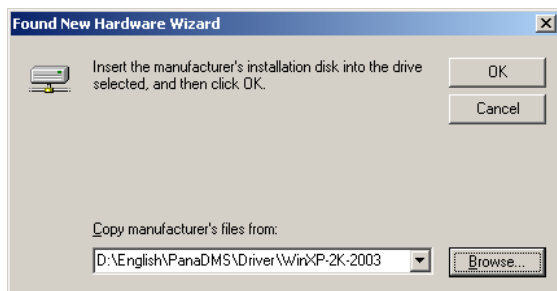 Found New Hardware Wizard
Insert the manufacturer's installation disk into the drive
selected, and then click OK.
OK
Cancel
Copy manufacturer's files from:
D:\English\PanaDMS\Driver\WinXP-2K-2003
Browse...